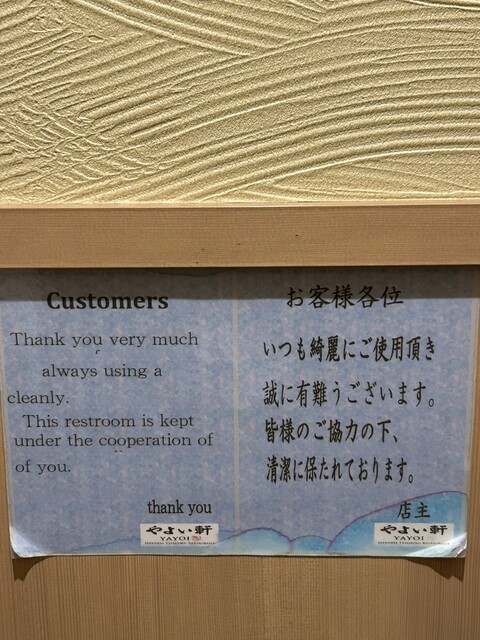 Customers
Thank you very much
always using a
cleanly.
This restroom is kept
under the cooperation of
of you.
thank you
やよい軒
YAYOI
お客様各位
いつも綺麗にご使用頂き
誠に有難うございます。
皆様のご協力の下、
清潔に保たれております。
店主
やよい軒
YAYOI